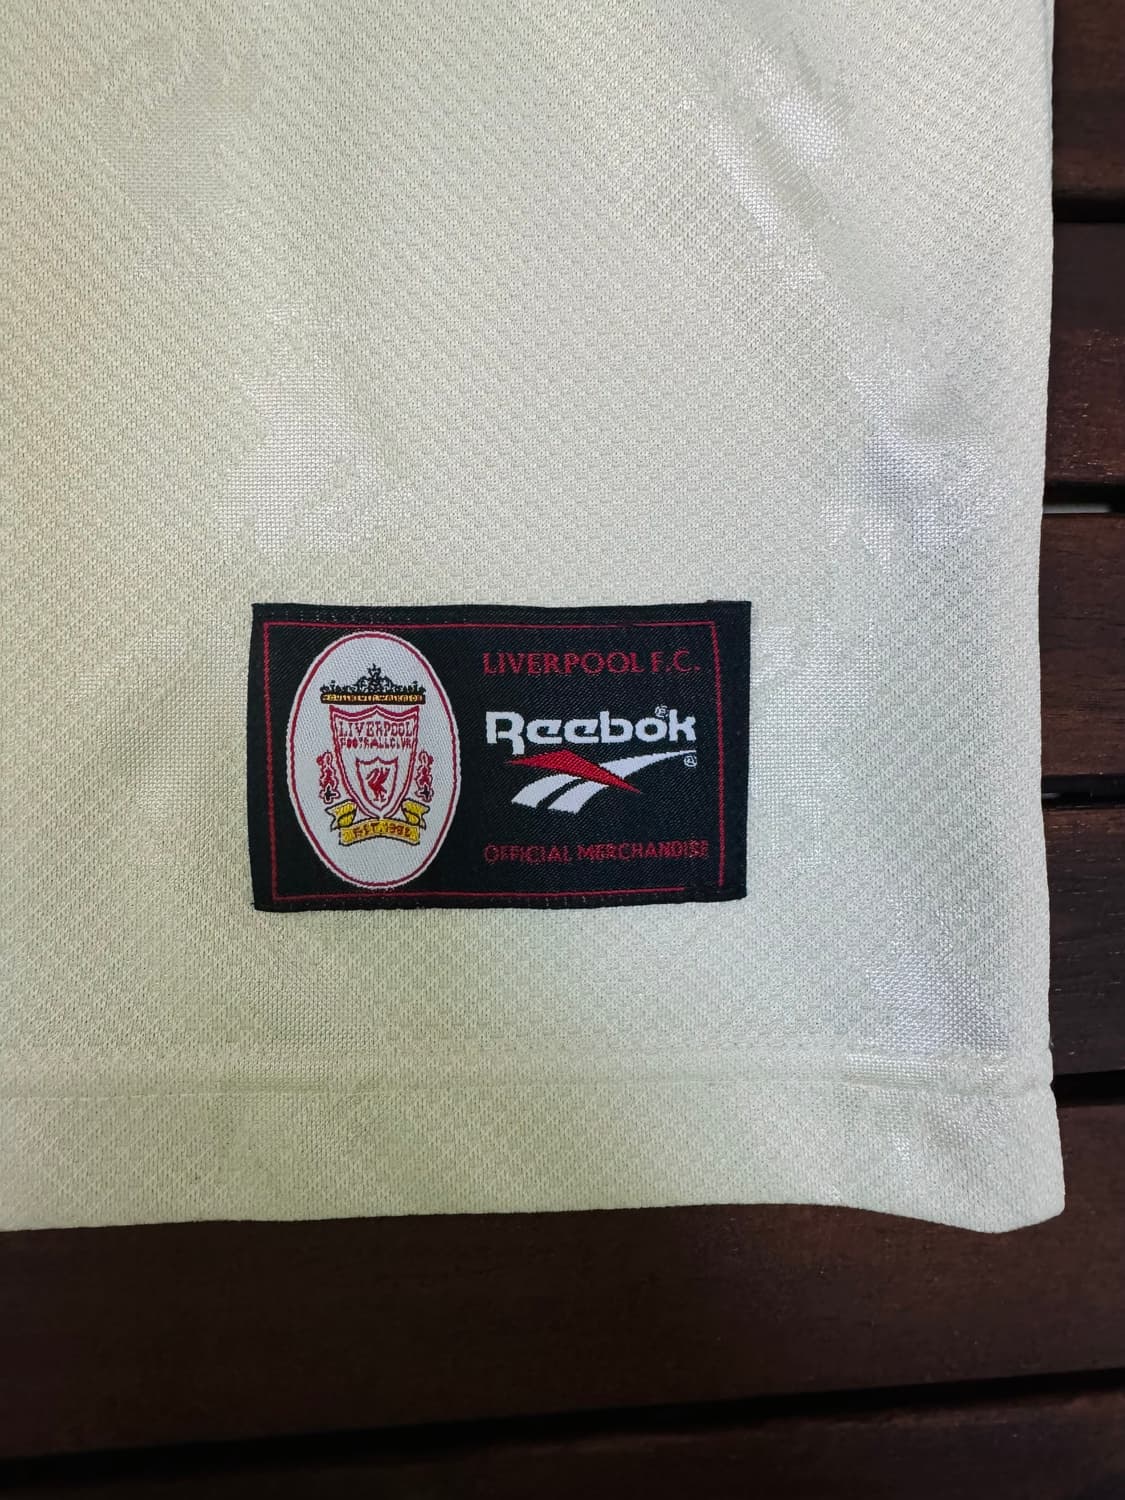 LIVERPOOL
FOOTBALL CLUB
EST. 1892
LIVERPOOL F.C.
Reebok®
®
OFFICIAL MERCHANDISE